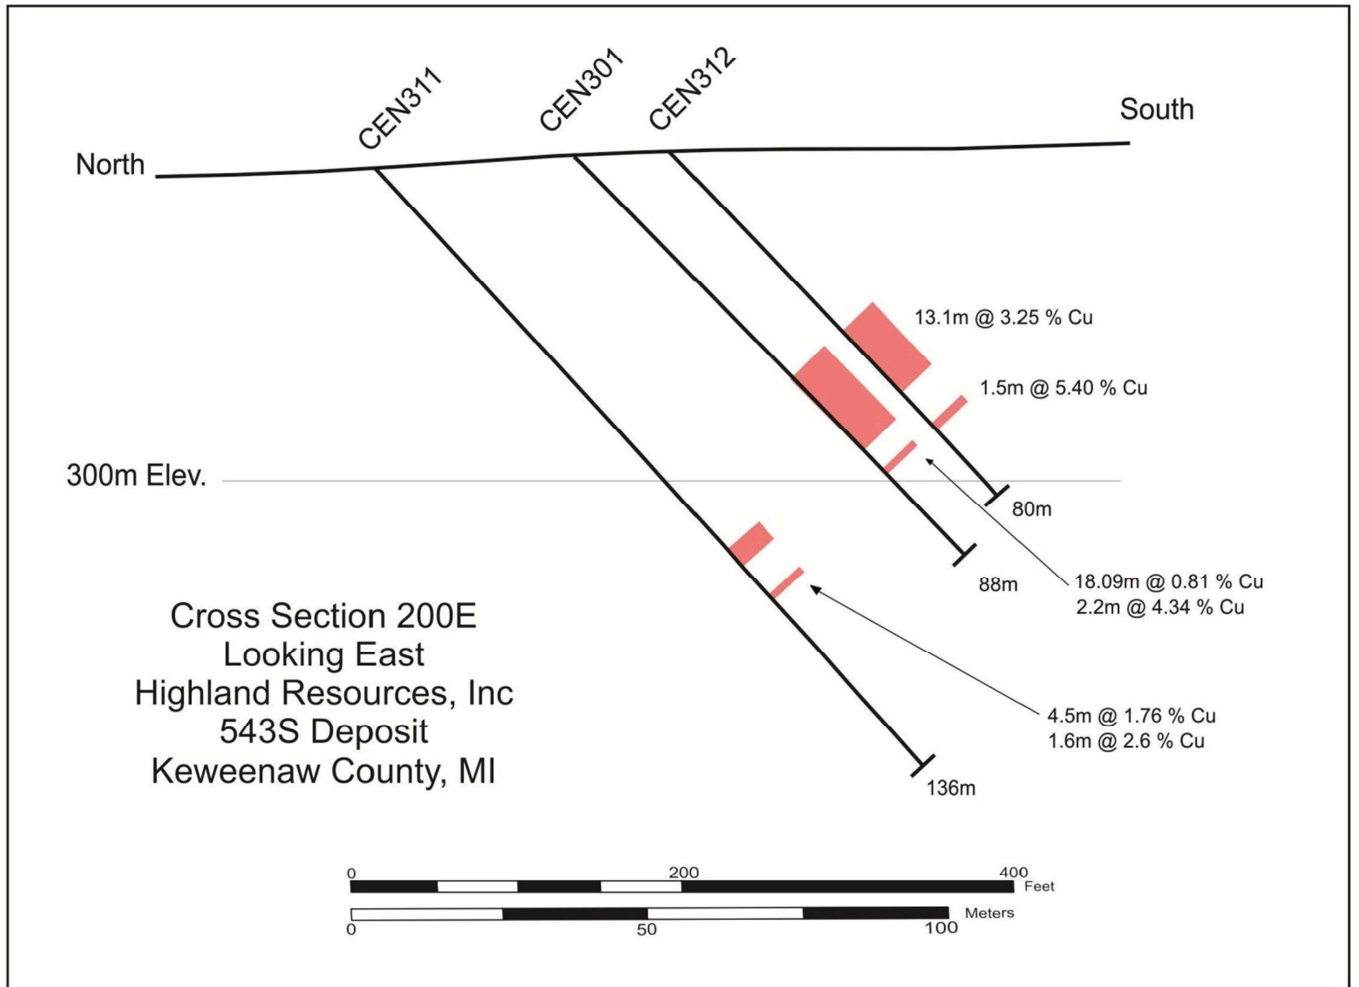 CEN311
CEN301
CEN312
South
North
13.1m @ 3.25 % Cu
1.5m @ 5.40 % Cu
300m Elev.
80m
88m
18.09m @ 0.81 % Cu
2.2m @ 4.34 % Cu
Cross Section 200E
Looking East
Highland Resources, Inc
543S Deposit
Keweenaw County, MI
4.5m @ 1.76 % Cu
1.6m @ 2.6 % Cu
136m
0 200 400
Feet
Meters
0 50 100